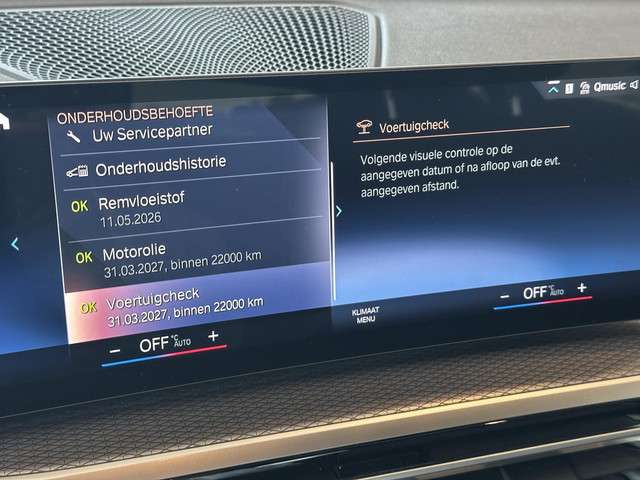 Qmusic
ONDERHOUDSBEHOEFTE
Uw Servicepartner
Onderhoudshistorie
OK Remvloeistof
11.05.2026
OK Motorolie
31.03.2027, binnen 22000 km
OK Voertuigcheck
31.03.2027, binnen 22000 km
Voertuigcheck
Volgende visuele controle op de
aangegeven datum of na afloop van de evt.
aangegeven afstand.
- OFF °C AUTO +
KLIMAAT
MENU
- OFF °C AUTO +